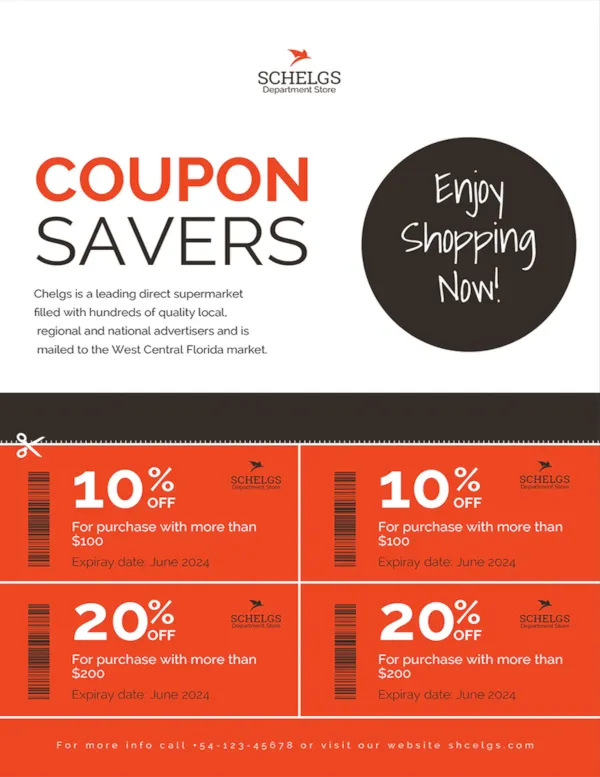 SCHELGS
Department Store
COUPON
SAVERS
Enjoy
Shopping
Now!
Chelgs is a leading direct supermarket
filled with hundreds of quality local,
regional and national advertisers and is
mailed to the West Central Florida market.
10% OFF
SCHELGS
Department Store
For purchase with more than
$100
Expiray date: June 2024
10% OFF
SCHELGS
Department Store
For purchase with more than
$100
Expiray date: June 2024
20% OFF
SCHELGS
Department Store
For purchase with more than
$200
Expiray date: June 2024
20% OFF
SCHELGS
Department Store
For purchase with more than
$200
Expiray date: June 2024
For more info call +54-123-45678 or visit our website shcelgs.com